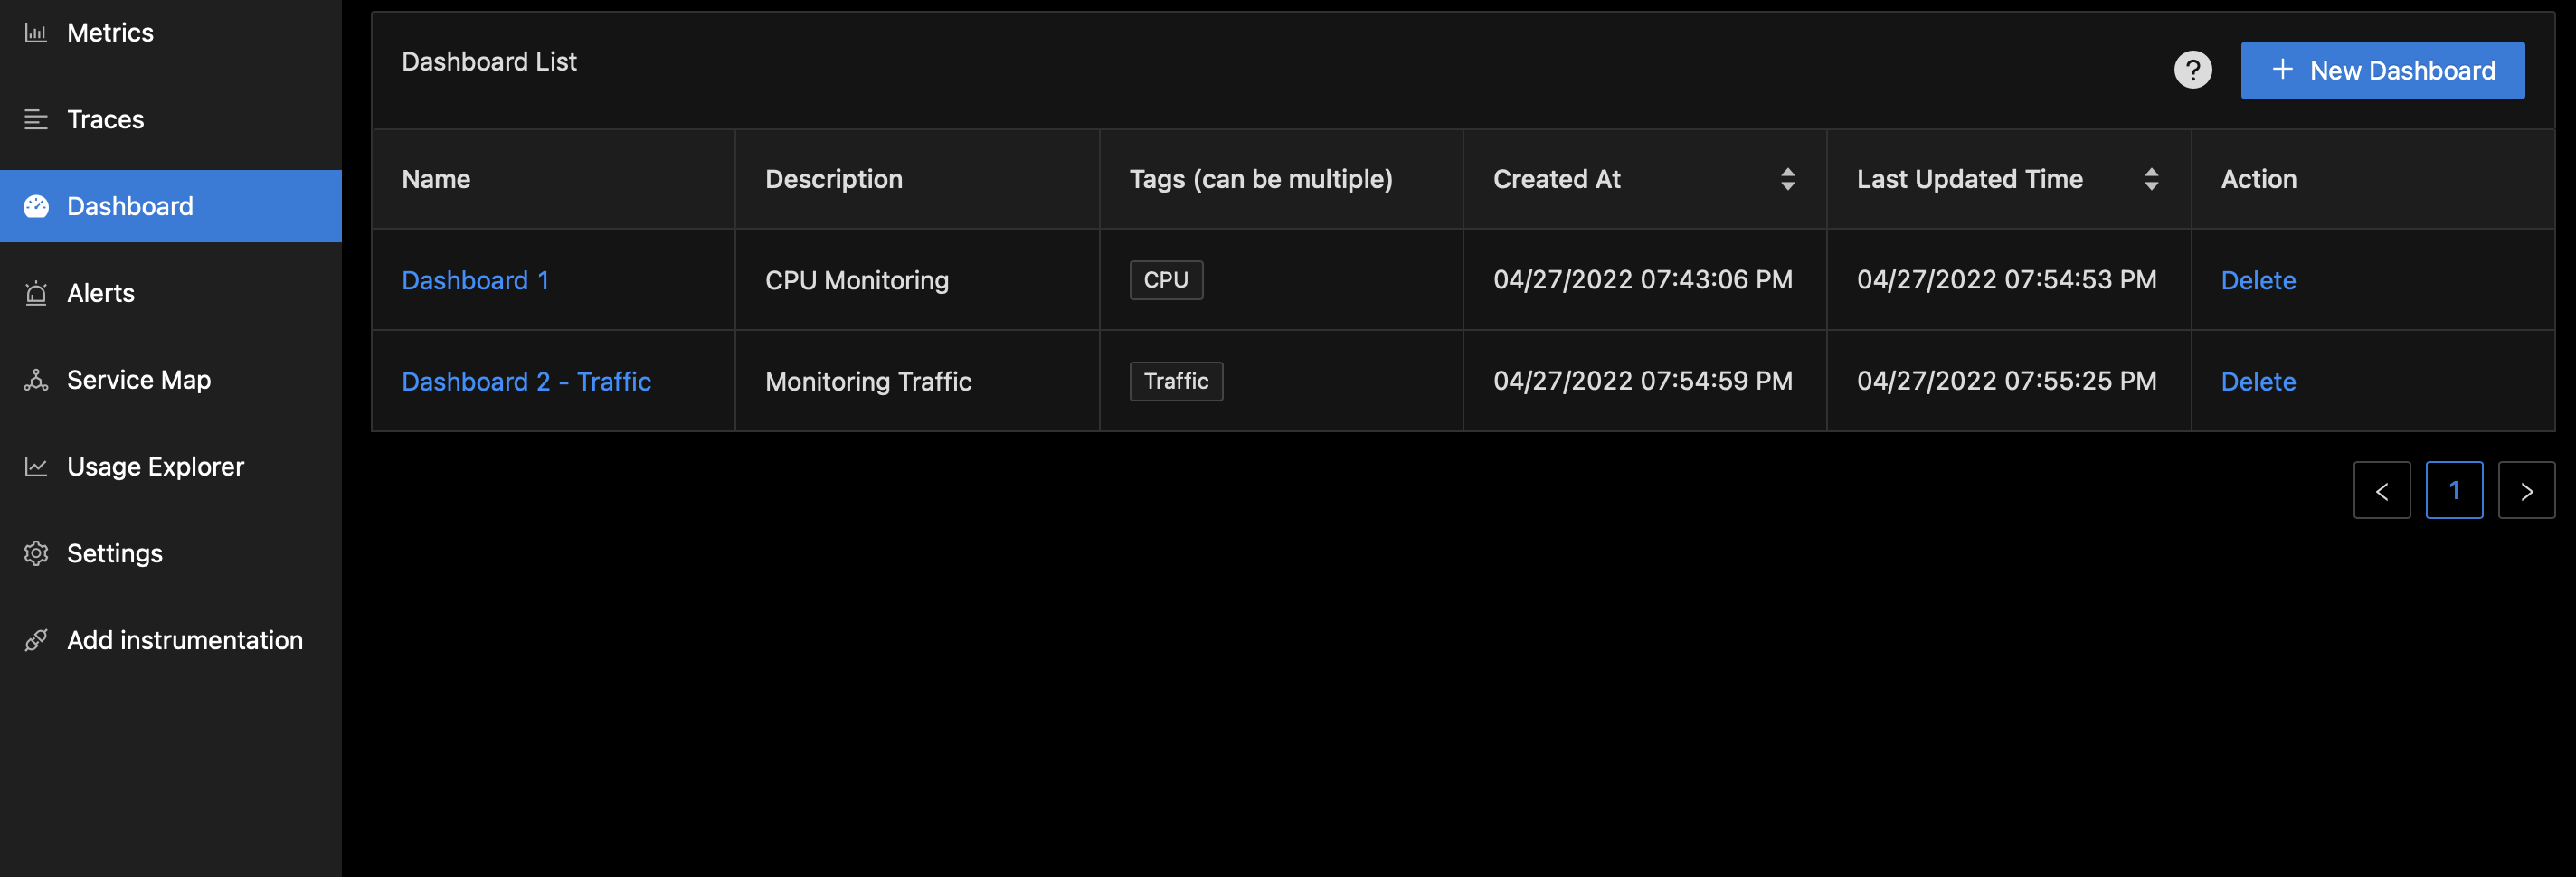 Metrics
Traces
Dashboard
Alerts
Service Map
Usage Explorer
Settings
Add instrumentation
Dashboard List
? + New Dashboard
Name Description Tags (can be multiple) Created At Last Updated Time Action
Dashboard 1 CPU Monitoring CPU 04/27/2022 07:43:06 PM 04/27/2022 07:54:53 PM Delete
Dashboard 2 - Traffic Monitoring Traffic Traffic 04/27/2022 07:54:59 PM 04/27/2022 07:55:25 PM Delete
< 1 >